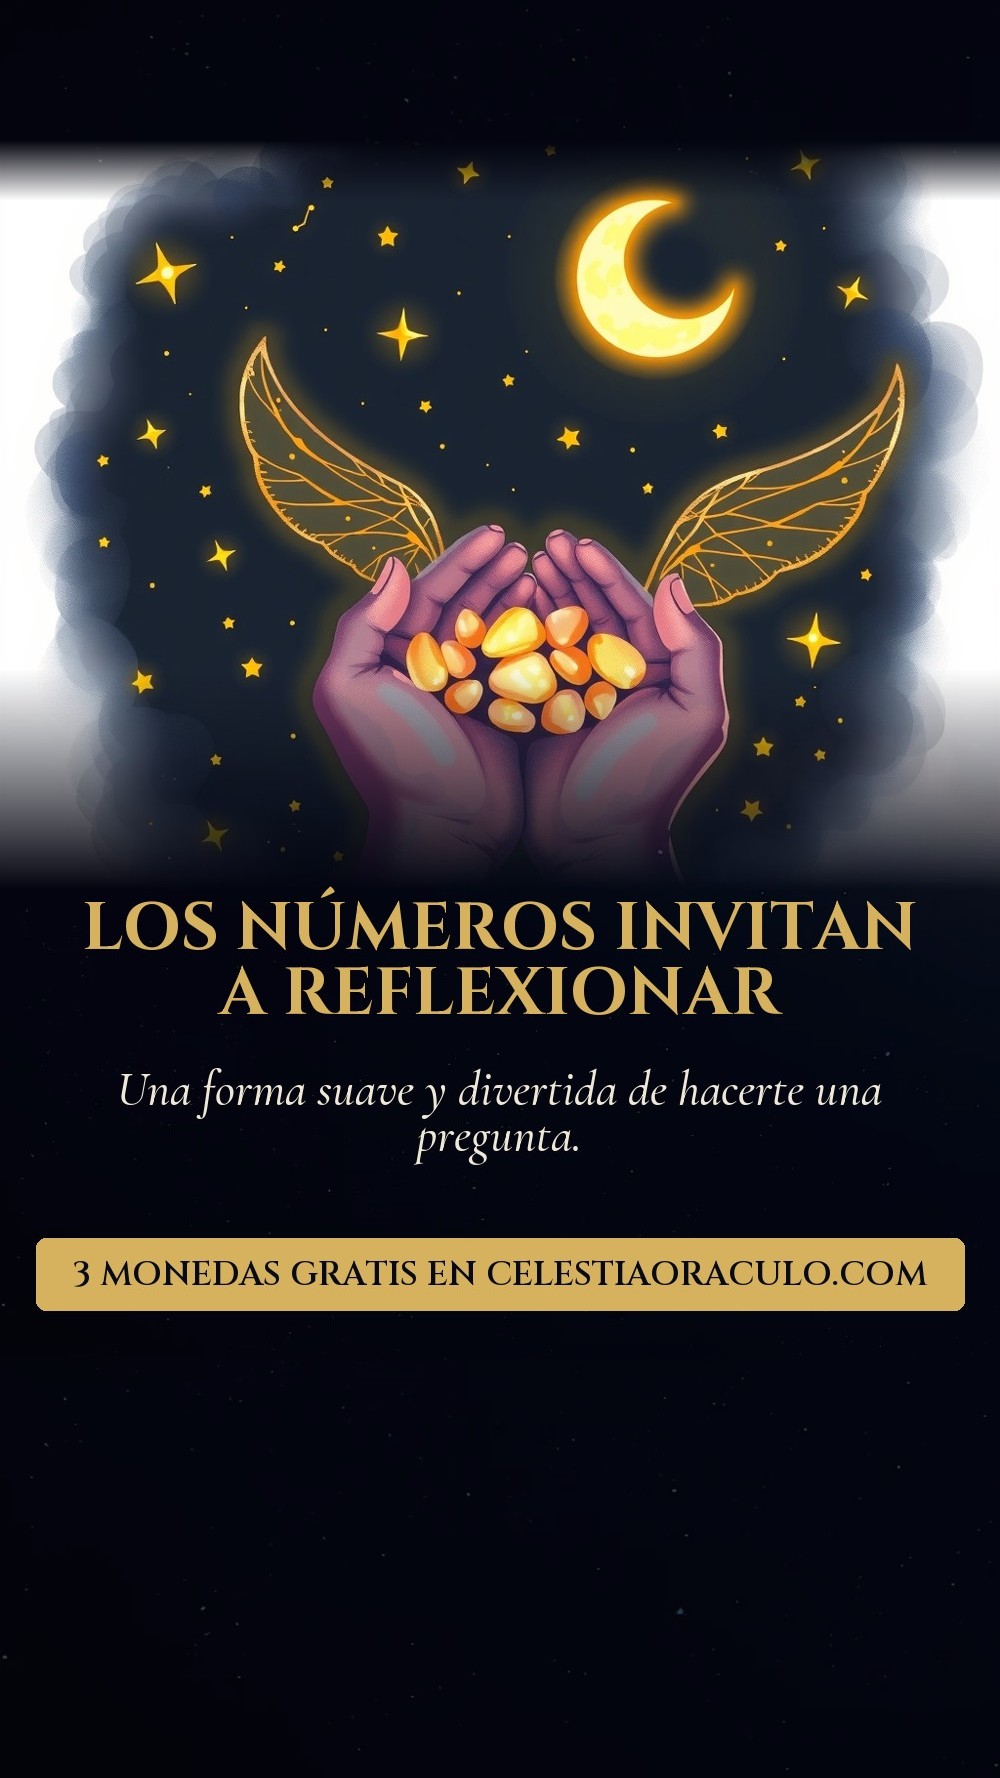 LOS NÚMEROS INVITAN
A REFLEXIONAR
Una forma suave y divertida de hacerte una
pregunta.
3 MONEDAS GRATIS EN CELESTIAORACULO.COM